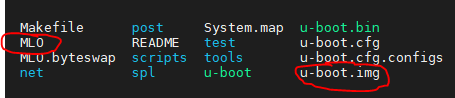 Makefile post System.map u-boot.bin
MLO README test u-boot.cfg
MLO.byteswap scripts tools u-boot.cfg.configs
net spl u-boot u-boot.img